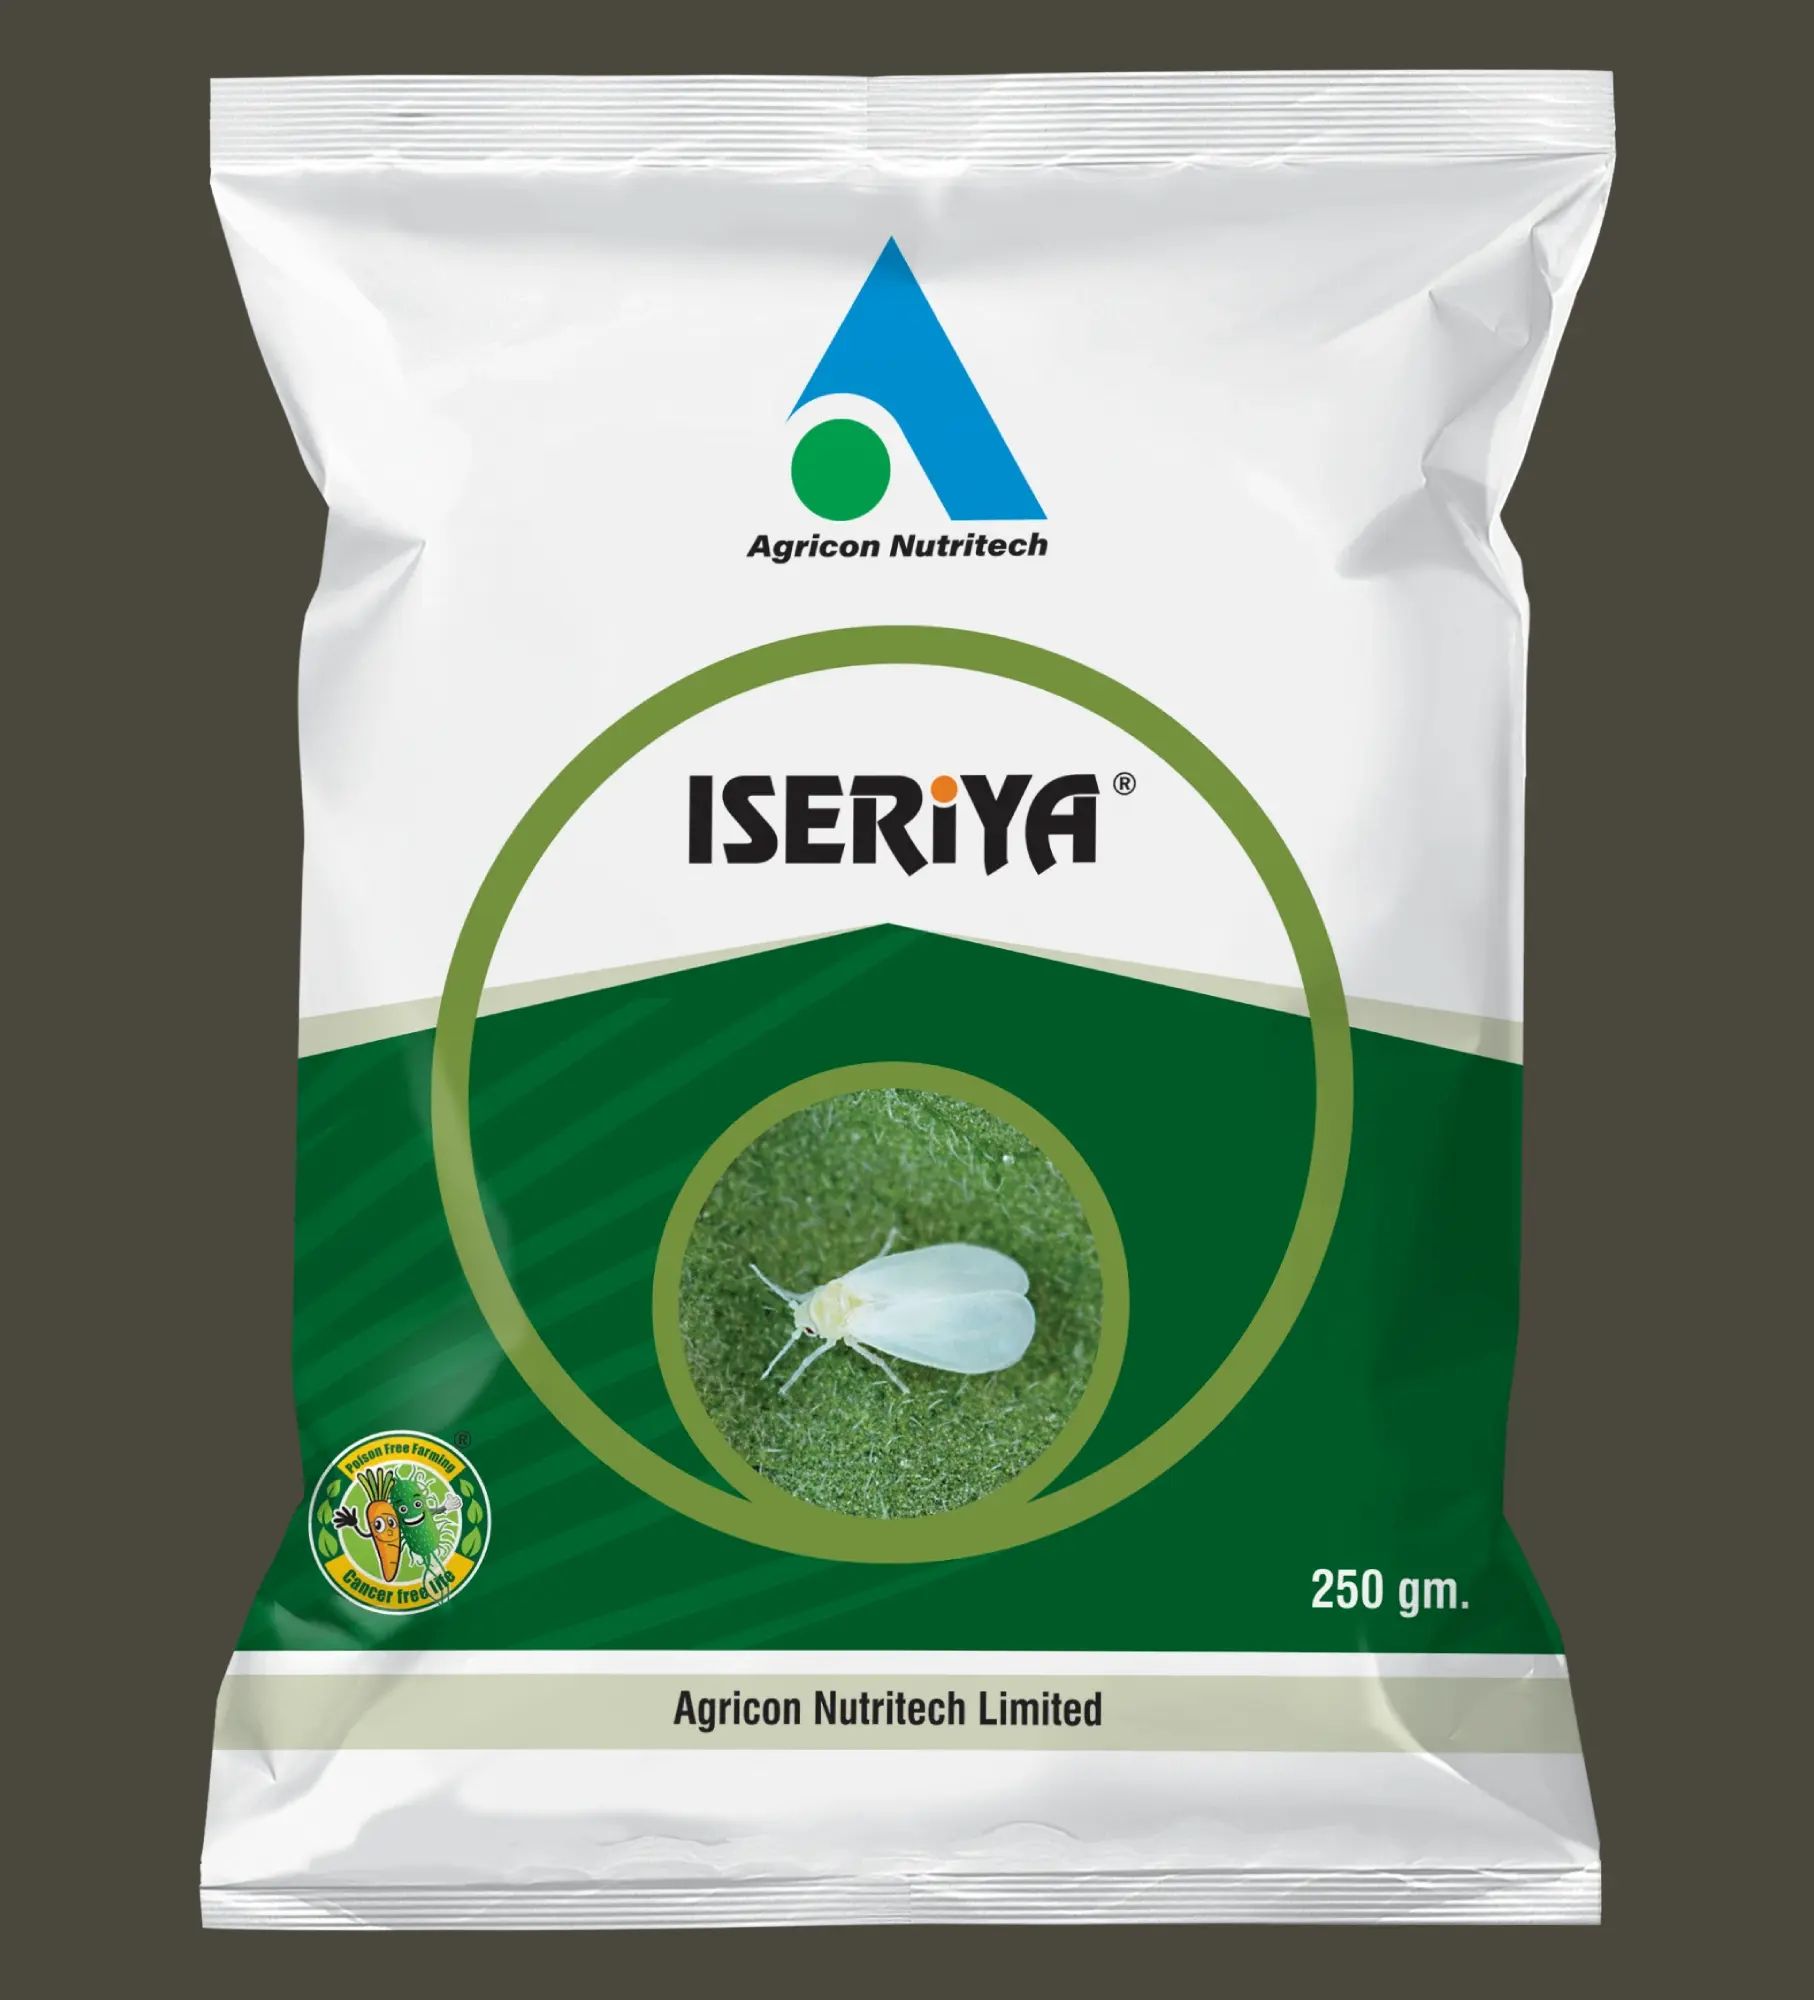 Agricon Nutritech
ISERiYA®
Poison Free Farming ®
Cancer free life
250 gm.
Agricon Nutritech Limited